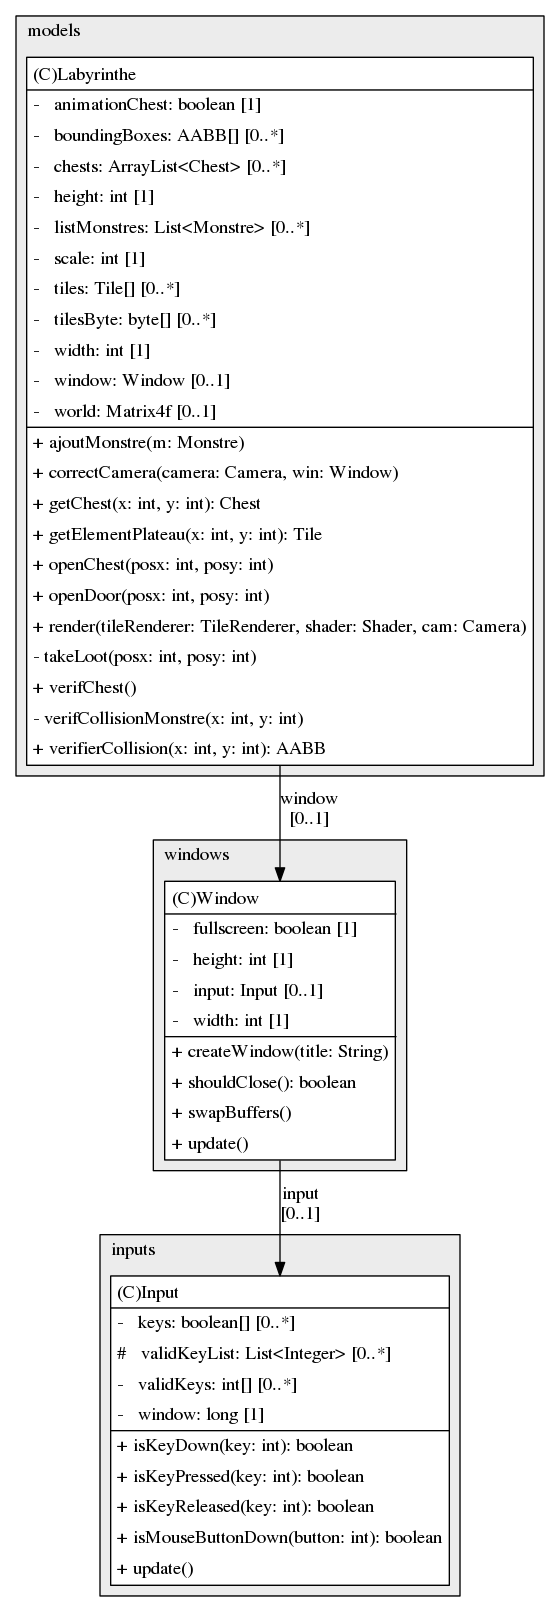 models
(C)Labyrinthe
- animationChest: boolean [1]
- boundingBoxes: AABB[] [0..*]
- chests: ArrayList<Chest> [0..*]
- height: int [1]
- listMonstres: List<Monstre> [0..*]
- scale: int [1]
- tiles: Tile[] [0..*]
- tilesByte: byte[] [0..*]
- width: int [1]
- window: Window [0..1]
- world: Matrix4f [0..1]
+ ajoutMonstre(m: Monstre)
+ correctCamera(camera: Camera, win: Window)
+ getChest(x: int, y: int): Chest
+ getElementPlateau(x: int, y: int): Tile
+ openChest(posx: int, posy: int)
+ openDoor(posx: int, posy: int)
+ render(tileRenderer: TileRenderer, shader: Shader, cam: Camera)
- takeLoot(posx: int, posy: int)
+ verifChest()
- verifCollisionMonstre(x: int, y: int)
+ verifierCollision(x: int, y: int): AABB
window
[0..1]
windows
(C)Window
- fullscreen: boolean [1]
- height: int [1]
- input: Input [0..1]
- width: int [1]
+ createWindow(title: String)
+ shouldClose(): boolean
+ swapBuffers()
+ update()
input
[0..1]
inputs
(C)Input
- keys: boolean[] [0..*]
# validKeyList: List<Integer> [0..*]
- validKeys: int[] [0..*]
- window: long [1]
+ isKeyDown(key: int): boolean
+ isKeyPressed(key: int): boolean
+ isKeyReleased(key: int): boolean
+ isMouseButtonDown(button: int): boolean
+ update()